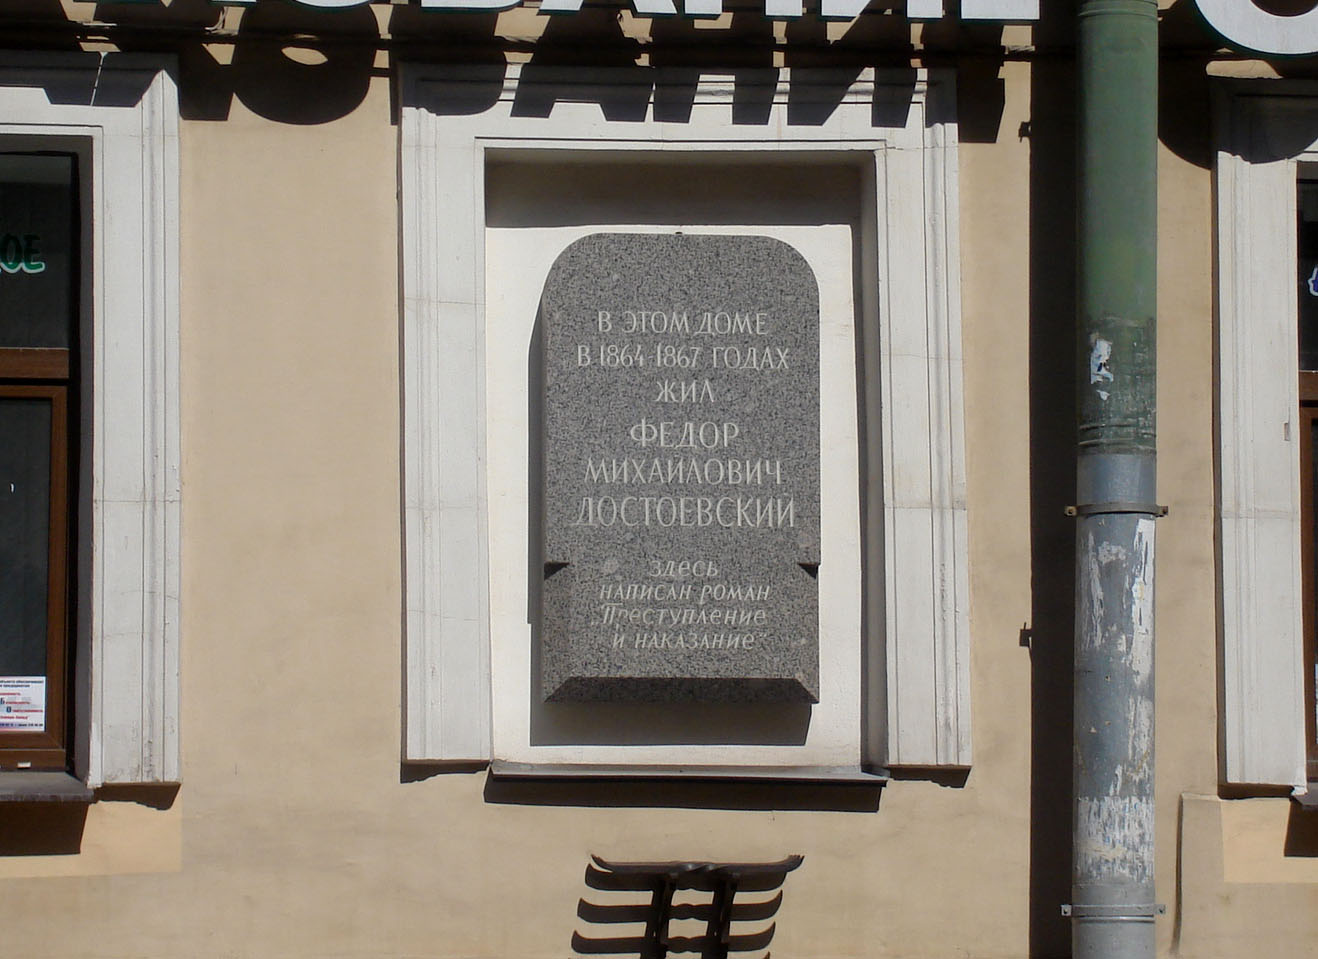 В ЭТОМ ДОМЕ
В 1864-1867 ГОДАХ
ЖИЛ
ФЕДОР
МИХАЙЛОВИЧ
ДОСТОЕВСКИЙ
ЗДЕСЬ
НАПИСАН РОМАН
„Преступление
и наказание"